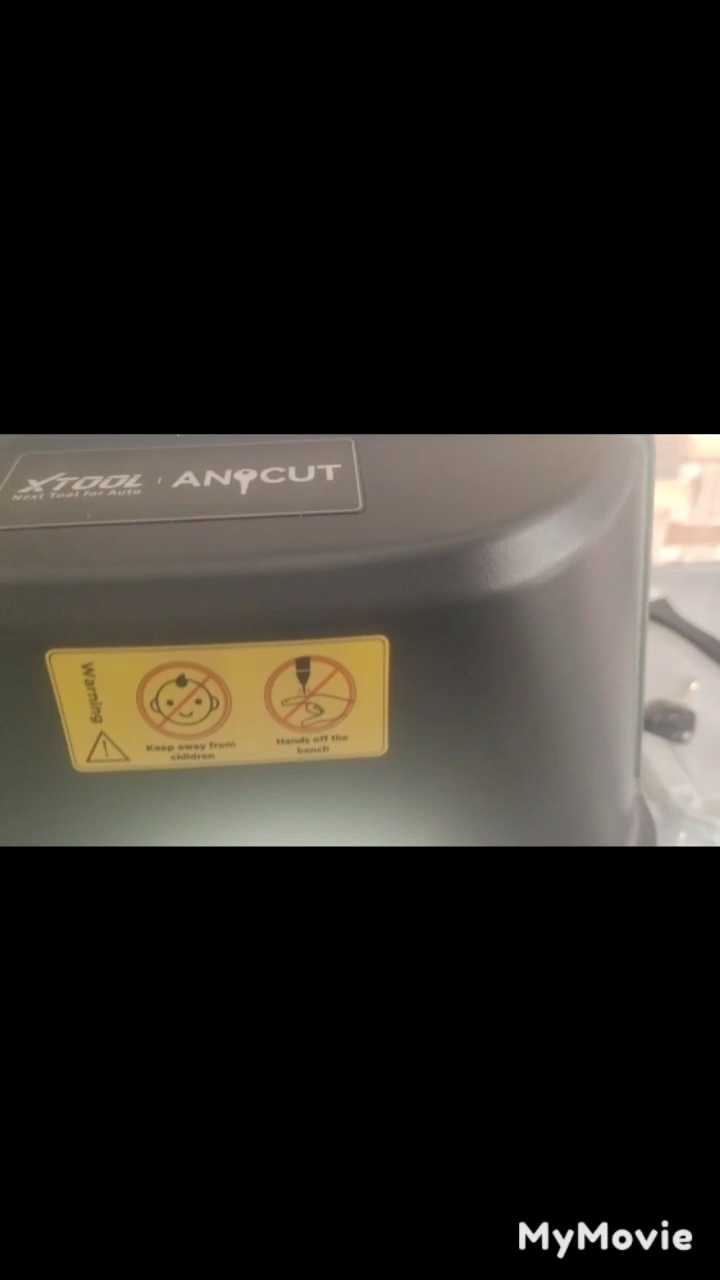 XTOOL | ANYCUT
Next Tool for Auto
Warning
Keep away from
children
Hands off the
bench
MyMovie